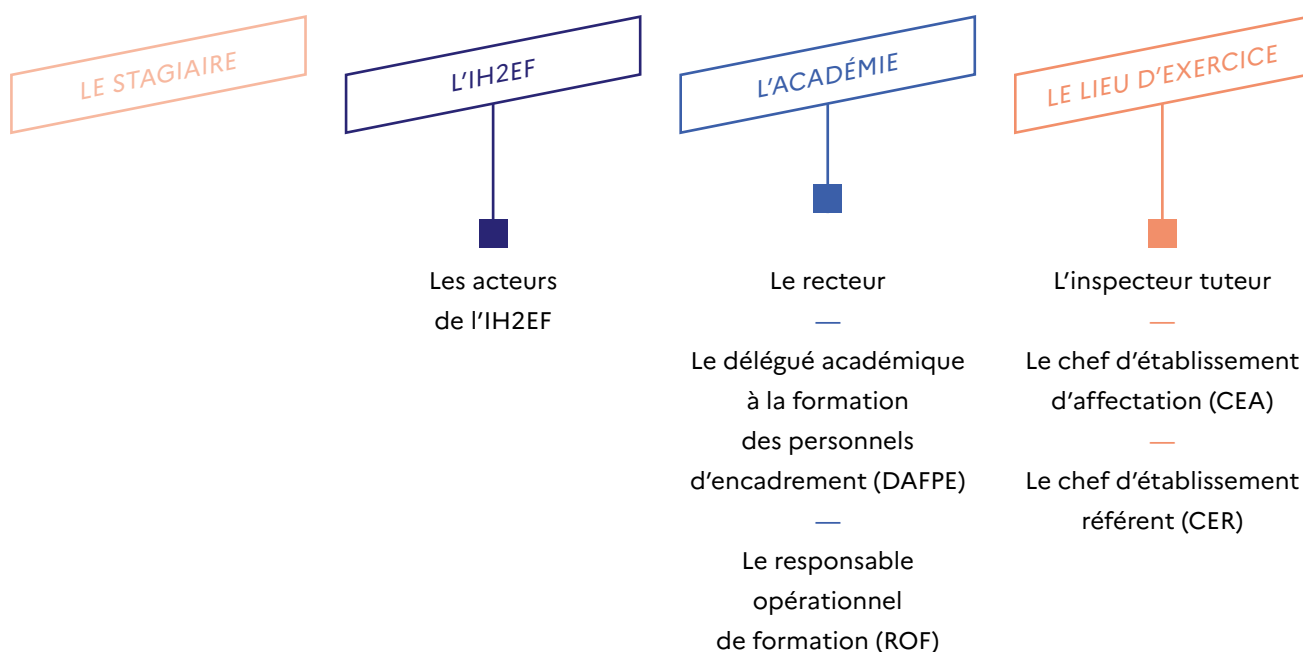 LE STAGIAIRE
L'IH2EF
L'ACADÉMIE
LE LIEU D'EXERCICE
Les acteurs
de l'IH2EF
Le recteur
—
Le délégué académique
à la formation
des personnels
d'encadrement (DAFPE)
—
Le responsable
opérationnel
de formation (ROF)
L'inspecteur tuteur
—
Le chef d'établissement
d'affectation (CEA)
—
Le chef d'établissement
référent (CER)